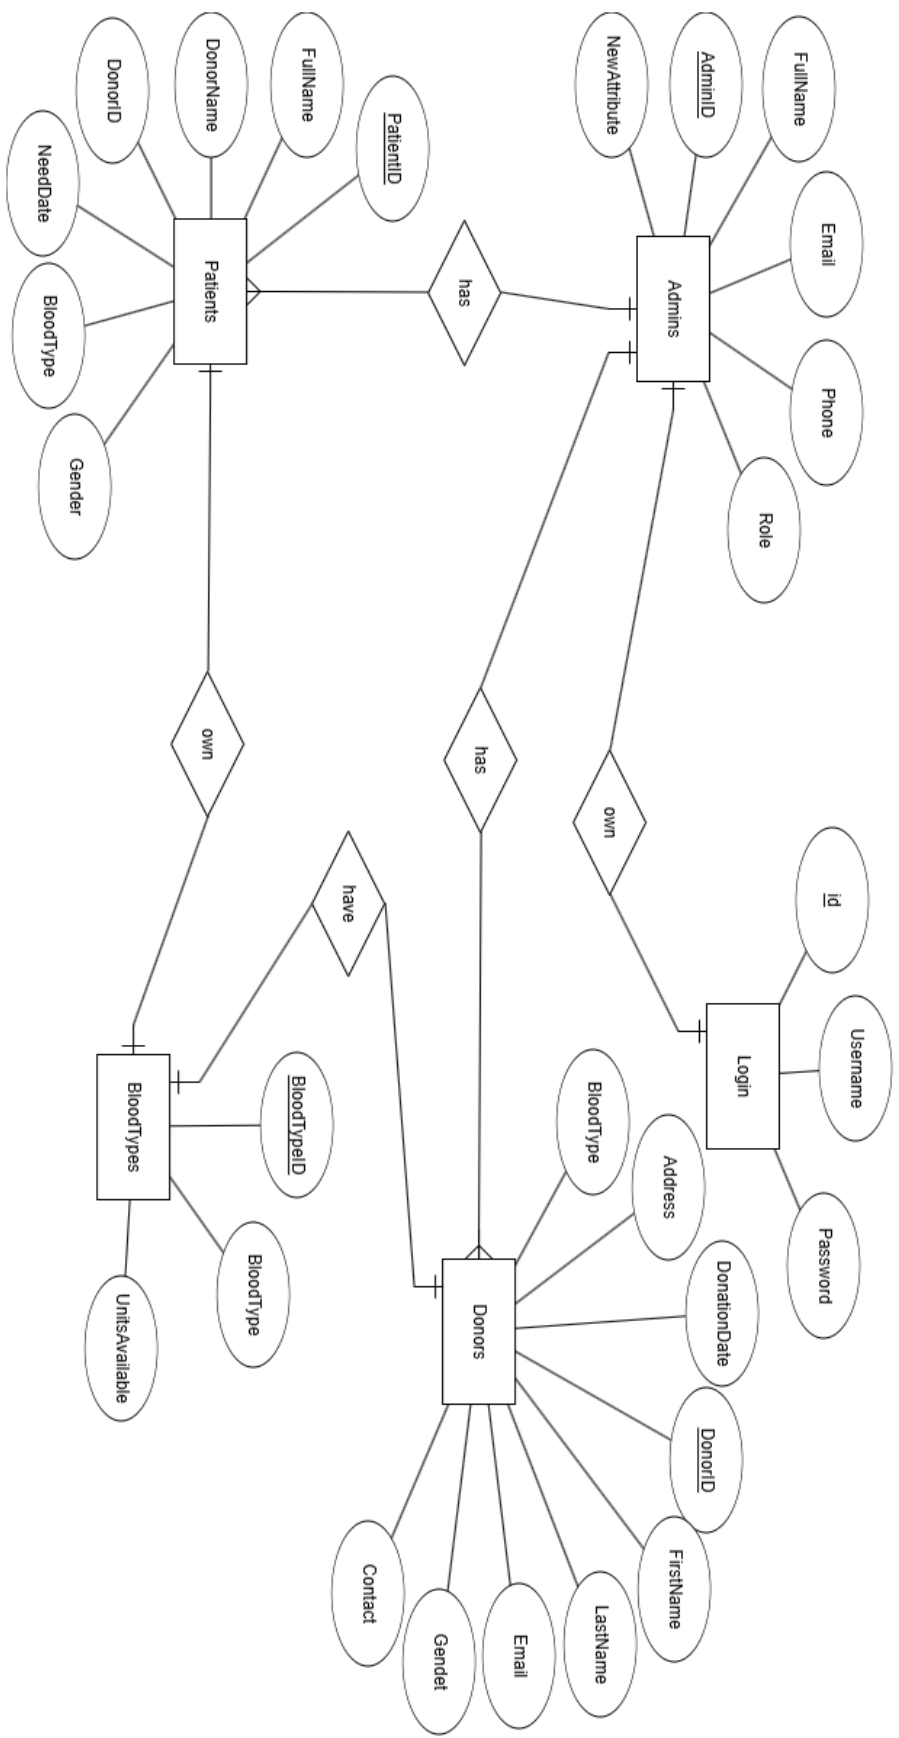 FullName
Email
Phone
Role
AdminID
NewAttribute
Admins
id
Username
Password
Login
own
has
has
BloodType
Address
DonationDate
DonorID
FirstName
LastName
Email
Gendet
Contact
Donors
PatientID
FullName
DonorName
DonorID
NeedDate
BloodType
Gender
Patients
own
have
BloodTypeID
BloodType
UnitsAvailable
BloodTypes